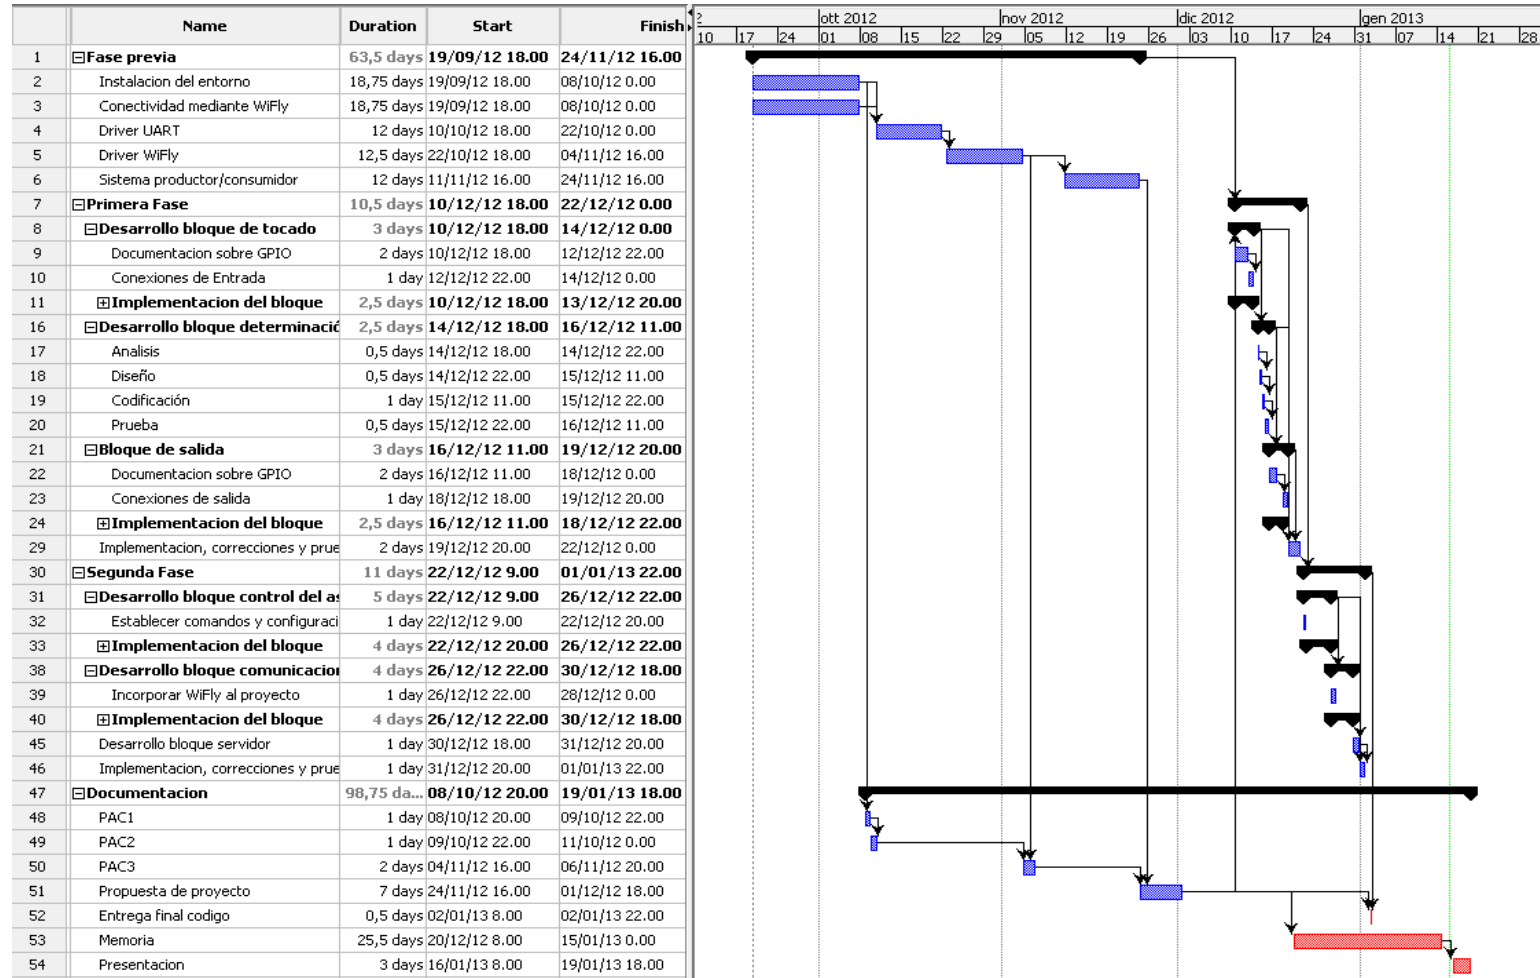 Name Duration Start Finish
2 ott 2012 nov 2012 dic 2012 gen 2013
10 17 24 01 08 15 22 29 05 12 19 26 03 10 17 24 31 07 14 21 28
1 Fase previa 63,5 days 19/09/12 18.00 24/11/12 16.00
2 Instalacion del entorno 18,75 days 19/09/12 18.00 08/10/12 0.00
3 Conectividad mediante WiFly 18,75 days 19/09/12 18.00 08/10/12 0.00
4 Driver UART 12 days 10/10/12 18.00 22/10/12 0.00
5 Driver WiFly 12,5 days 22/10/12 18.00 04/11/12 16.00
6 Sistema productor/consumidor 12 days 11/11/12 16.00 24/11/12 16.00
7 Primera Fase 10,5 days 10/12/12 18.00 22/12/12 0.00
8 Desarrollo bloque de tocado 3 days 10/12/12 18.00 14/12/12 0.00
9 Documentacion sobre GPIO 2 days 10/12/12 18.00 12/12/12 22.00
10 Conexiones de Entrada 1 day 12/12/12 22.00 14/12/12 0.00
11 Implementacion del bloque 2,5 days 10/12/12 18.00 13/12/12 20.00
16 Desarrollo bloque determinació 2,5 days 14/12/12 18.00 16/12/12 11.00
17 Analisis 0,5 days 14/12/12 18.00 14/12/12 22.00
18 Diseño 0,5 days 14/12/12 22.00 15/12/12 11.00
19 Codificación 1 day 15/12/12 11.00 15/12/12 22.00
20 Prueba 0,5 days 15/12/12 22.00 16/12/12 11.00
21 Bloque de salida 3 days 16/12/12 11.00 19/12/12 20.00
22 Documentacion sobre GPIO 2 days 16/12/12 11.00 18/12/12 0.00
23 Conexiones de salida 1 day 18/12/12 18.00 19/12/12 20.00
24 Implementacion del bloque 2,5 days 16/12/12 11.00 18/12/12 22.00
29 Implementacion, correcciones y prue 2 days 19/12/12 20.00 22/12/12 0.00
30 Segunda Fase 11 days 22/12/12 9.00 01/01/13 22.00
31 Desarrollo bloque control del as 5 days 22/12/12 9.00 26/12/12 22.00
32 Establecer comandos y configuraci 1 day 22/12/12 9.00 22/12/12 20.00
33 Implementacion del bloque 4 days 22/12/12 20.00 26/12/12 22.00
38 Desarrollo bloque comunicacion 4 days 26/12/12 22.00 30/12/12 18.00
39 Incorporar WiFly al proyecto 1 day 26/12/12 22.00 28/12/12 0.00
40 Implementacion del bloque 4 days 26/12/12 22.00 30/12/12 18.00
45 Desarrollo bloque servidor 1 day 30/12/12 18.00 31/12/12 20.00
46 Implementacion, correcciones y prue 1 day 31/12/12 20.00 01/01/13 22.00
47 Documentacion 98,75 da... 08/10/12 20.00 19/01/13 18.00
48 PAC1 1 day 08/10/12 20.00 09/10/12 22.00
49 PAC2 1 day 09/10/12 22.00 11/10/12 0.00
50 PAC3 2 days 04/11/12 16.00 06/11/12 20.00
51 Propuesta de proyecto 7 days 24/11/12 16.00 01/12/12 18.00
52 Entrega final codigo 0,5 days 02/01/13 8.00 02/01/13 22.00
53 Memoria 25,5 days 20/12/12 8.00 15/01/13 0.00
54 Presentacion 3 days 16/01/13 8.00 19/01/13 18.00